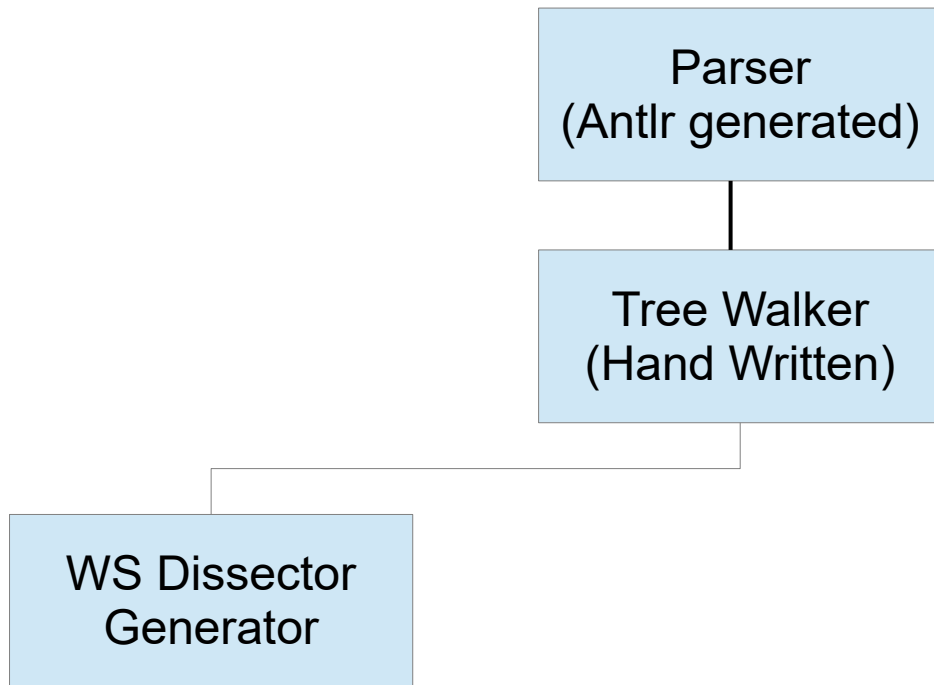 Parser
(Antlr generated)
Tree Walker
(Hand Written)
WS Dissector
Generator